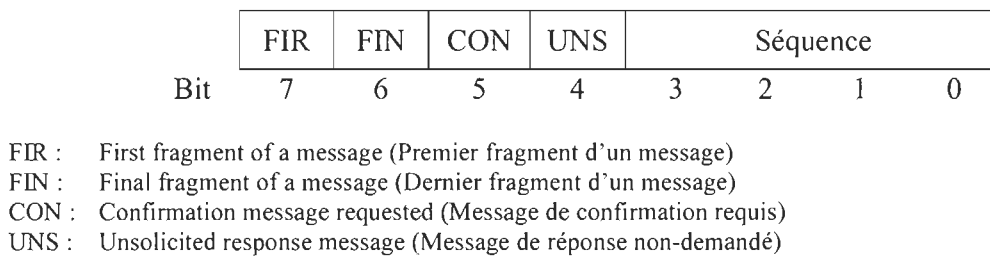 FIR FIN CON UNS Séquence
Bit 7 6 5 4 3 2 1 0
FIR : First fragment of a message (Premier fragment d'un message)
FIN : Final fragment of a message (Dernier fragment d'un message)
CON : Confirmation message requested (Message de confirmation requis)
UNS : Unsolicited response message (Message de réponse non-demandé)